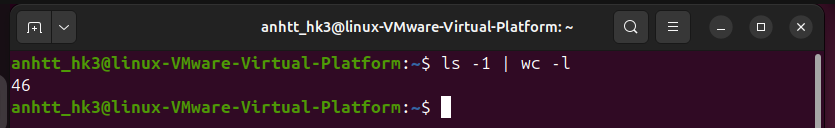 anhtt_hk3@linux-VMware-Virtual-Platform: ~
anhtt_hk3@linux-VMware-Virtual-Platform:~$ ls -1 | wc -l
46
anhtt_hk3@linux-VMware-Virtual-Platform:~$